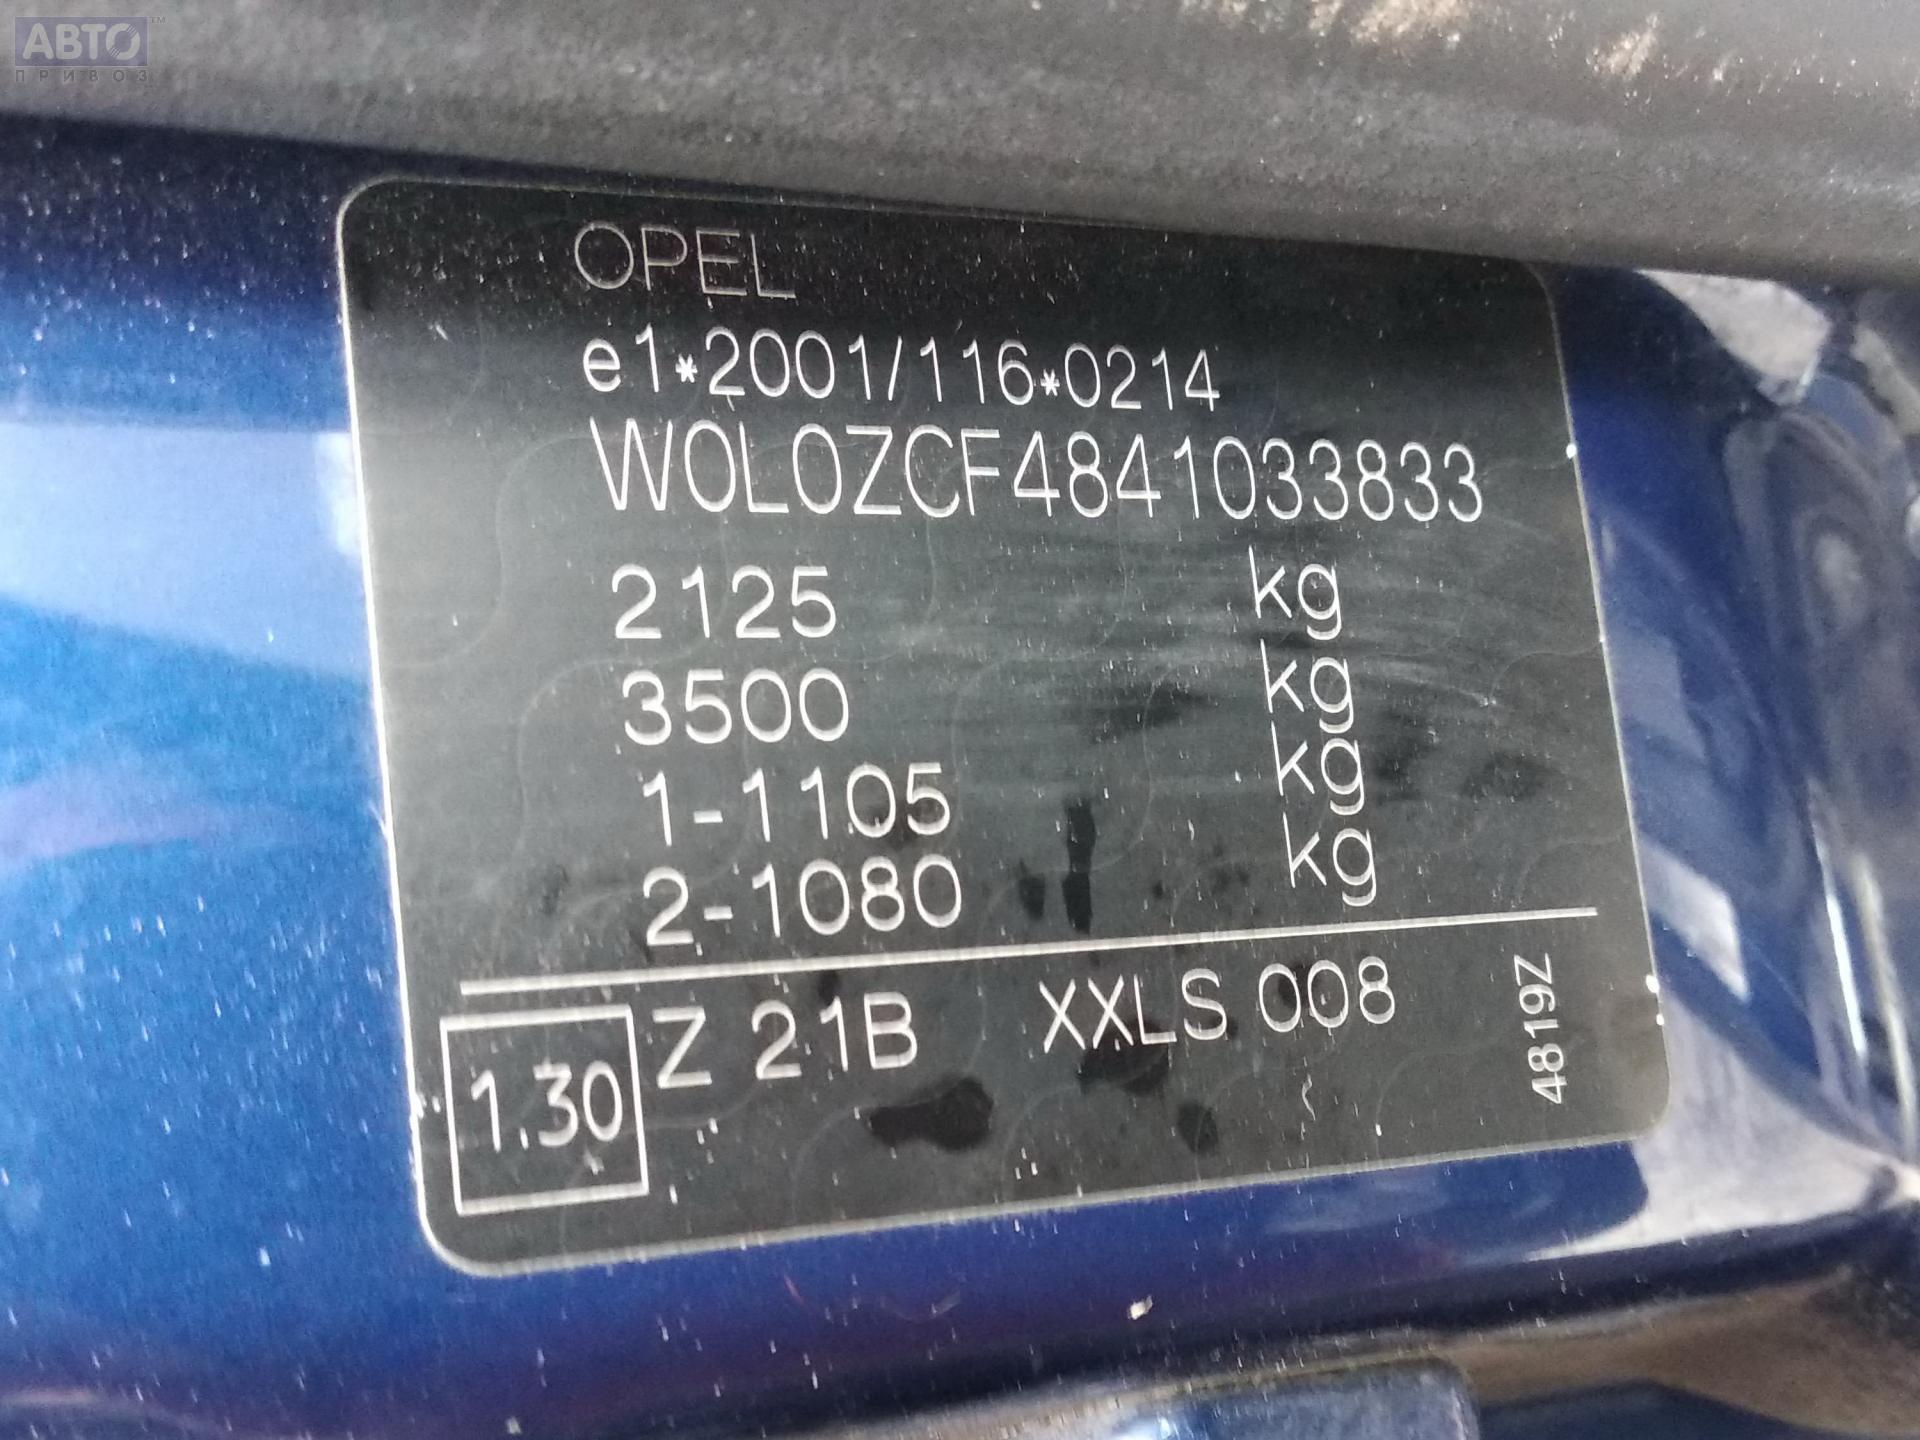 АВТО™
ПРИВОЗ
OPEL
e1*2001/116*0214
W0L0ZCF4841033833
2125 kg
3500 kg
1-1105 kg
2-1080 kg
1.30 Z 21B XXLS 008
4819Z